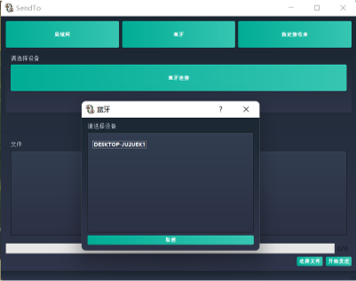 SendTo
局域网
蓝牙
指定接收端
请选择设备
蓝牙连接
蓝牙
请选择设备
DESKTOP-JUJUEK1
取消
文件
0/0
选择文件
开始发送